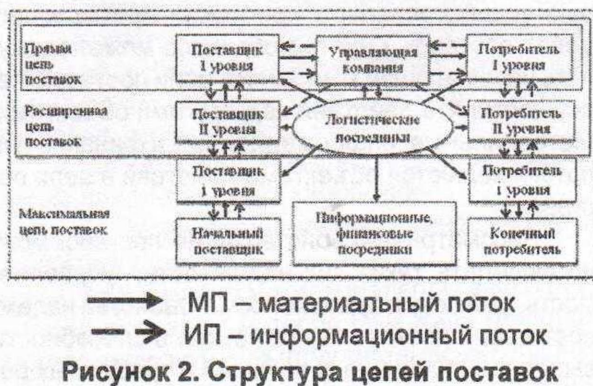 Прямая
цепь
поставок
Поставщик
I уровня
Управляющая
компания
Потребитель
I уровня
Расширенная
цепь
поставок
Поставщик
II уровня
Логистические
посредники
Потребитель
II уровня
Максимальная
цепь поставок
Поставщик
i уровня
Потребитель
i уровня
Начальный
поставщик
Информационные,
финансовые
посредники
Конечный
потребитель
МП – материальный поток
ИП – информационный поток
Рисунок 2. Структура цепей поставок